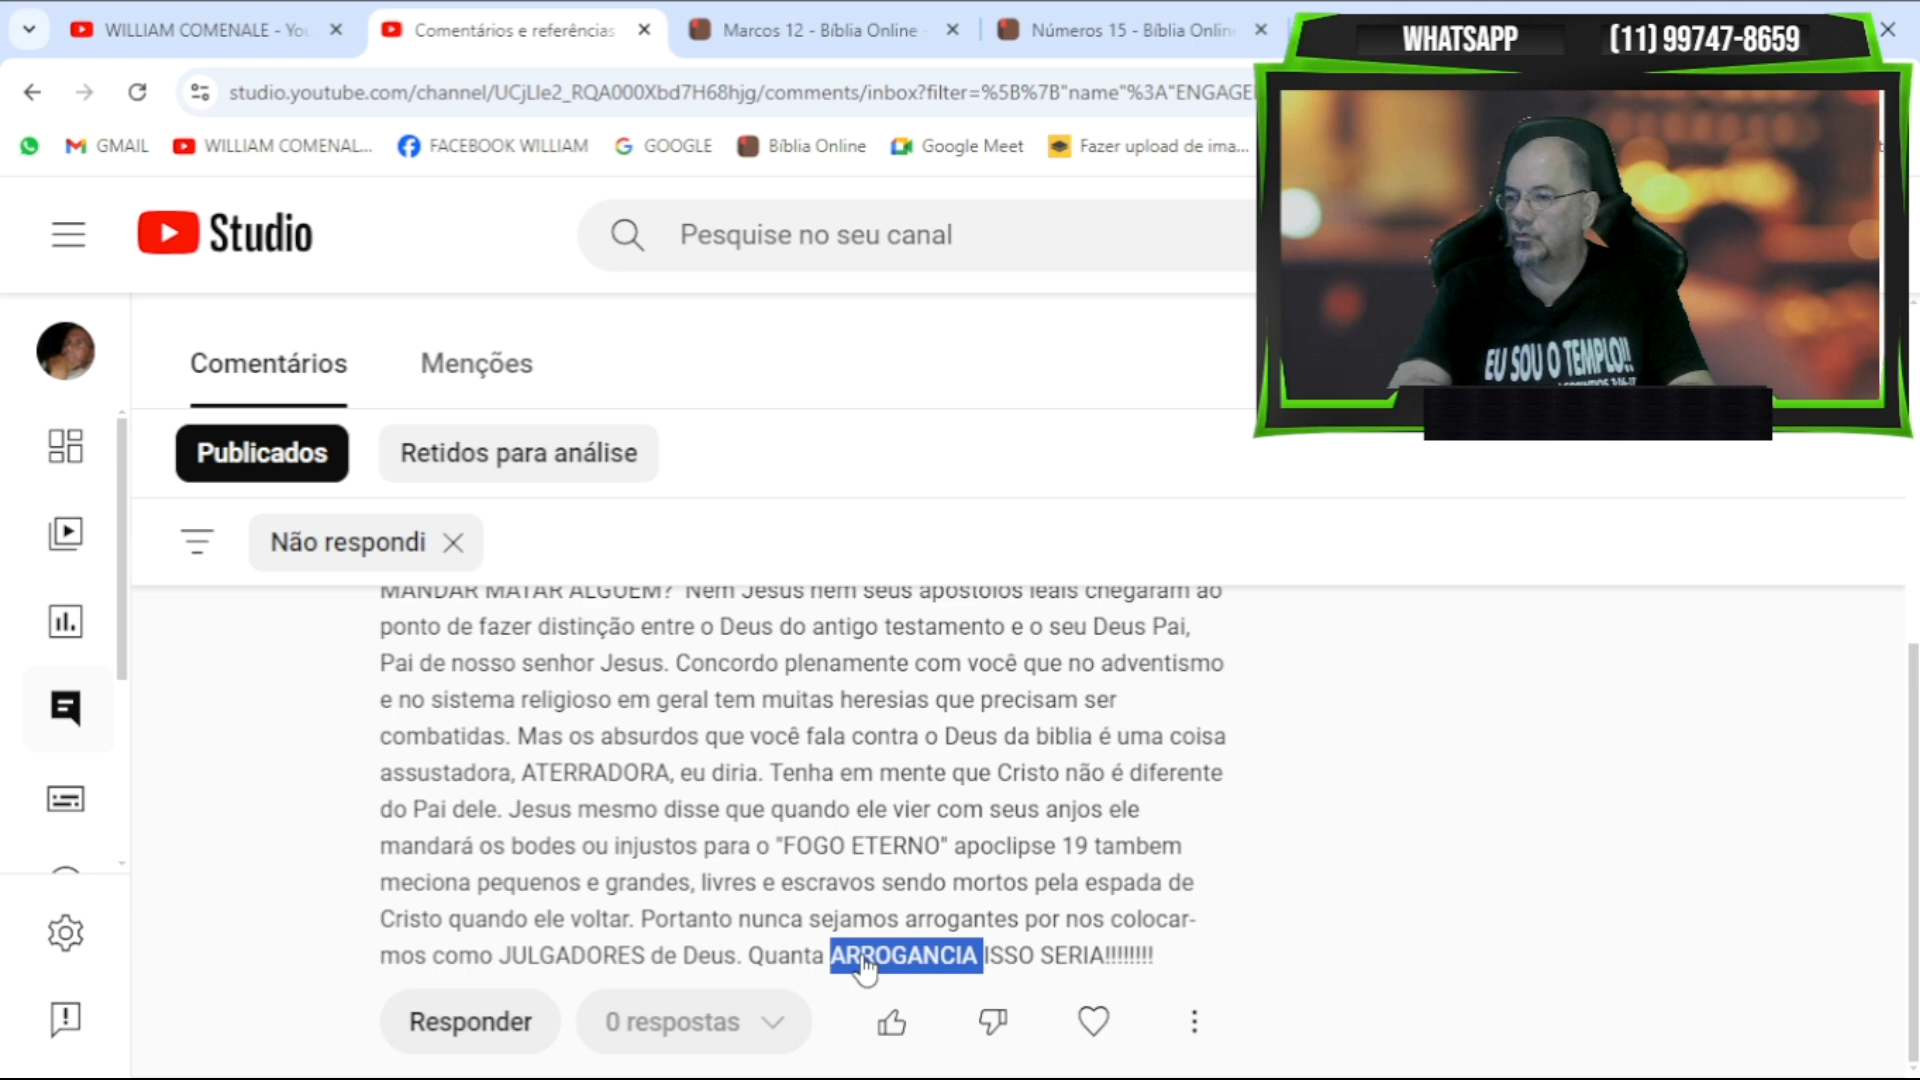 WILLIAM COMENALE - You
Comentários e referências
Marcos 12 - Bíblia Online
Números 15 - Bíblia Onlin
WHATSAPP (11) 99747-8659
studio.youtube.com/channel/UCjLIe2_RQA000Xbd7H68hjg/comments/inbox?filter=%5B%7B"name"%3A"ENGAGE
GMAIL
WILLIAM COMENAL...
FACEBOOK WILLIAM
GOOGLE
Bíblia Online
Google Meet
Fazer upload de ima...
Studio
Pesquise no seu canal
EU SOU O TEMPLO!!
Comentários
Menções
Publicados
Retidos para análise
Não respondi
MANDAR MATAR ALGUEM? Nem Jesus nem seus apostolos leais chegaram ao
ponto de fazer distinção entre o Deus do antigo testamento e o seu Deus Pai,
Pai de nosso senhor Jesus. Concordo plenamente com você que no adventismo
e no sistema religioso em geral tem muitas heresias que precisam ser
combatidas. Mas os absurdos que você fala contra o Deus da biblia é uma coisa
assustadora, ATERRADORA, eu diria. Tenha em mente que Cristo não é diferente
do Pai dele. Jesus mesmo disse que quando ele vier com seus anjos ele
mandará os bodes ou injustos para o "FOGO ETERNO" apoclipse 19 tambem
meciona pequenos e grandes, livres e escravos sendo mortos pela espada de
Cristo quando ele voltar. Portanto nunca sejamos arrogantes por nos colocar-
mos como JULGADORES de Deus. Quanta ARROGANCIA ISSO SERIA!!!!!!!!
Responder
0 respostas